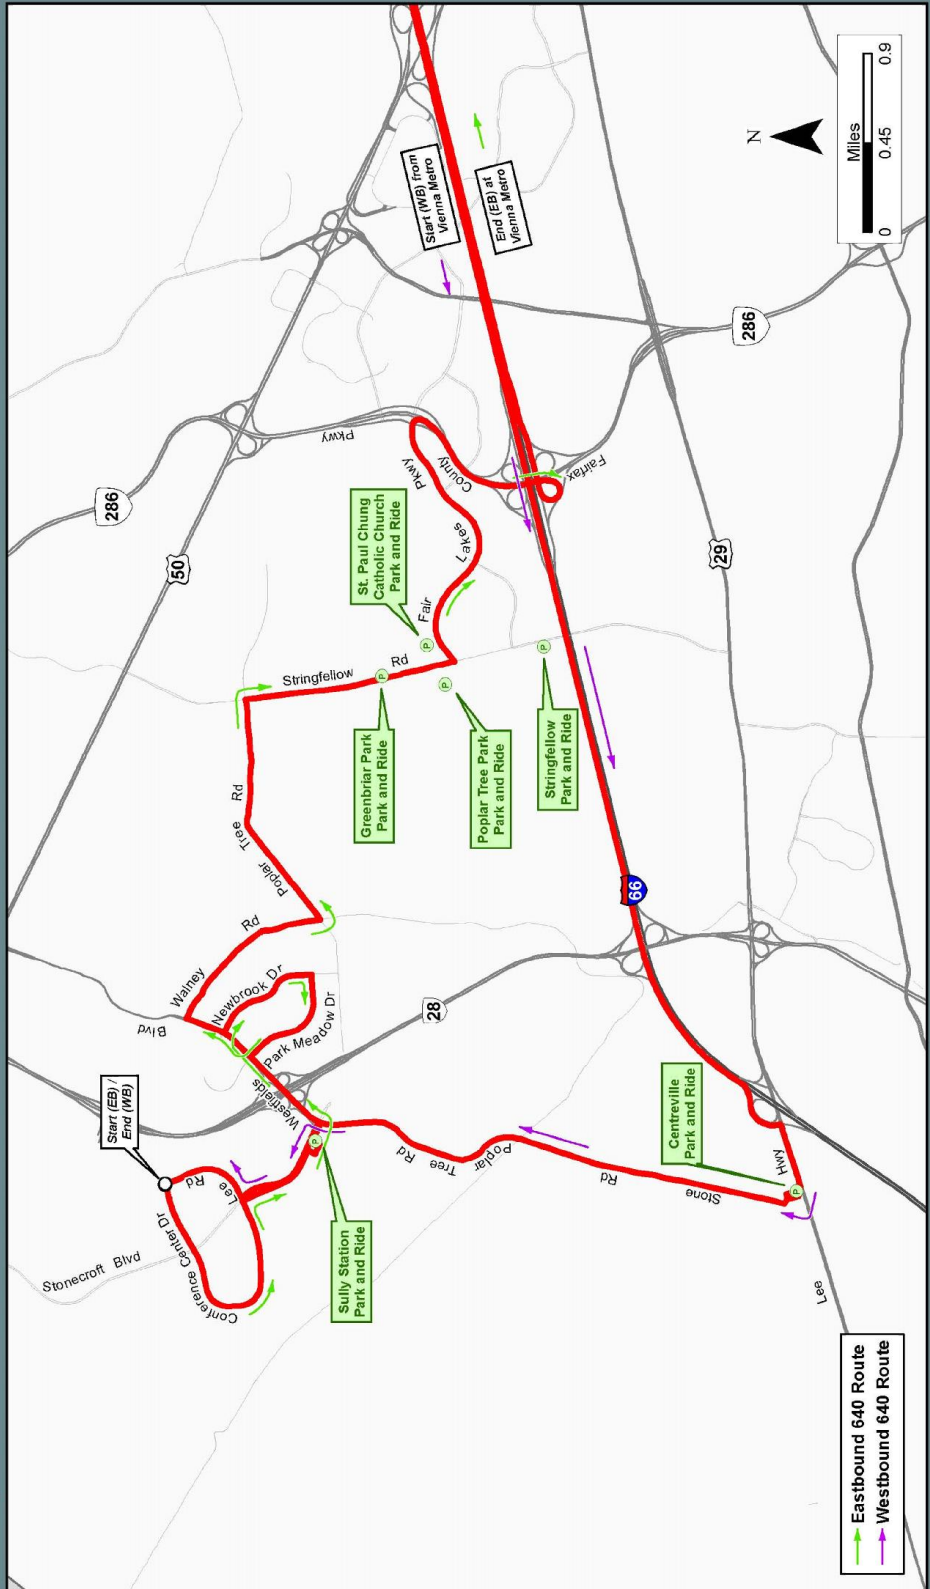 Start (EB) /
End (WB)
Stonecroft Blvd
Conference Center Dr
Lee
Rd
Sully Station
Park and Ride
Westfields
Blvd
Park Meadow Dr
Newbrook Dr
Walney
Rd
Poplar
Tree
Rd
Stringfellow
Rd
Greenbriar Park
Park and Ride
St. Paul Chung
Catholic Church
Park and Ride
Poplar Tree Park
Park and Ride
Stringfellow
Park and Ride
Fair
Lakes
Pkwy
Fairfax
County
Pkwy
286
50
28
66
29
286
Start (WB) from
Vienna Metro
End (EB) at
Vienna Metro
Poplar
Tree
Rd
Stone
Rd
Centreville
Park and Ride
Lee
Hwy
N
Miles
0
0.45
0.9
Eastbound 640 Route
Westbound 640 Route